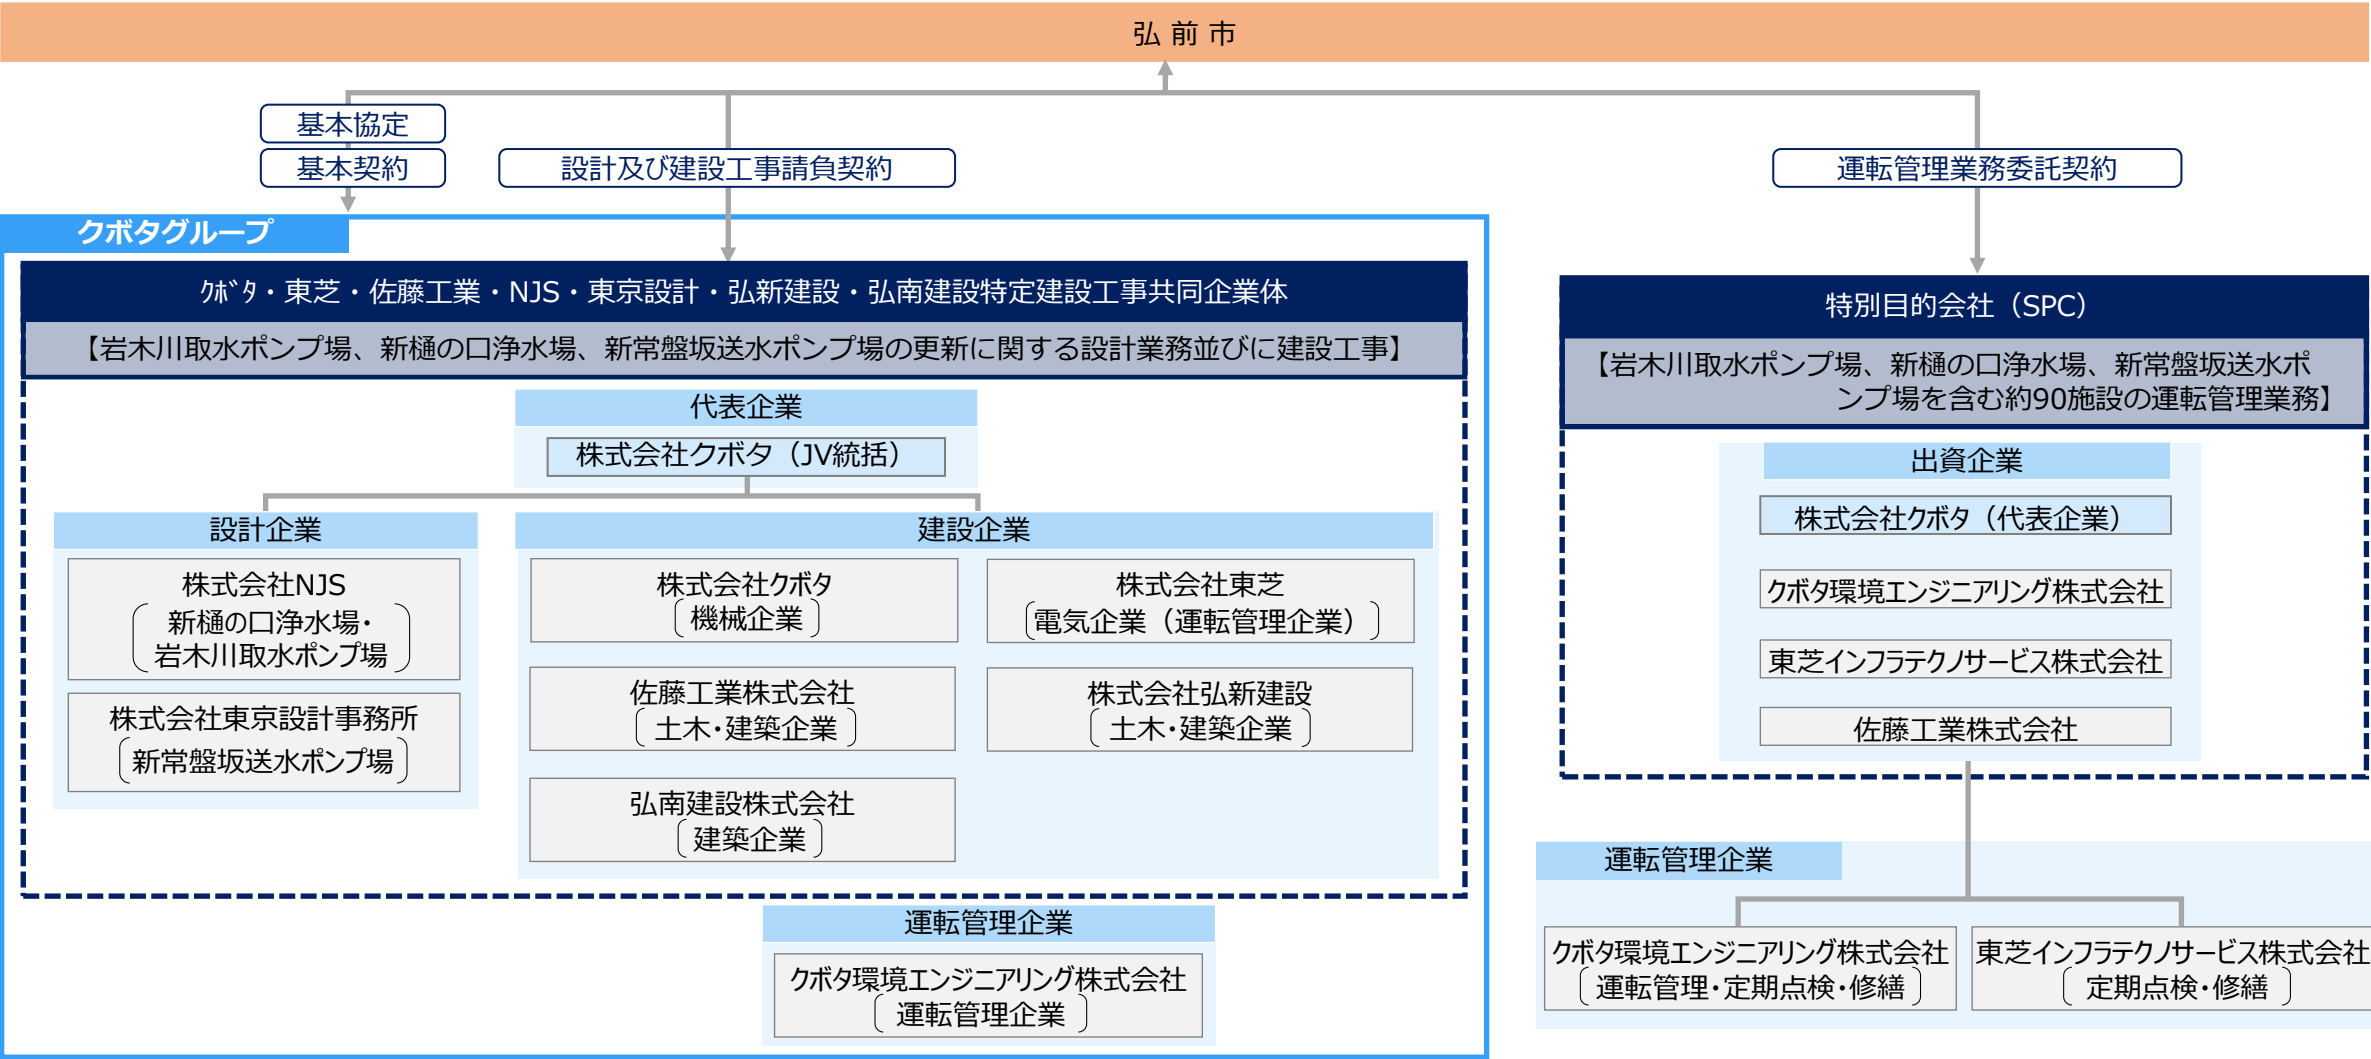 弘 前 市
基本協定
基本契約
設計及び建設工事請負契約
運転管理業務委託契約
クボタグループ
ｸﾎﾞﾀ・東芝・佐藤工業・NJS・東京設計・弘新建設・弘南建設特定建設工事共同企業体
【岩木川取水ポンプ場、新樋の口浄水場、新常盤坂送水ポンプ場の更新に関する設計業務並びに建設工事】
代表企業
株式会社クボタ（JV統括）
設計企業
株式会社NJS
新樋の口浄水場・
岩木川取水ポンプ場
株式会社東京設計事務所
新常盤坂送水ポンプ場
建設企業
株式会社クボタ
機械企業
株式会社東芝
電気企業（運転管理企業）
佐藤工業株式会社
土木・建築企業
株式会社弘新建設
土木・建築企業
弘南建設株式会社
建築企業
運転管理企業
クボタ環境エンジニアリング株式会社
運転管理企業
特別目的会社（SPC）
【岩木川取水ポンプ場、新樋の口浄水場、新常盤坂送水ポ
ンプ場を含む約90施設の運転管理業務】
出資企業
株式会社クボタ（代表企業）
クボタ環境エンジニアリング株式会社
東芝インフラテクノサービス株式会社
佐藤工業株式会社
運転管理企業
クボタ環境エンジニアリング株式会社
運転管理・定期点検・修繕
東芝インフラテクノサービス株式会社
定期点検・修繕